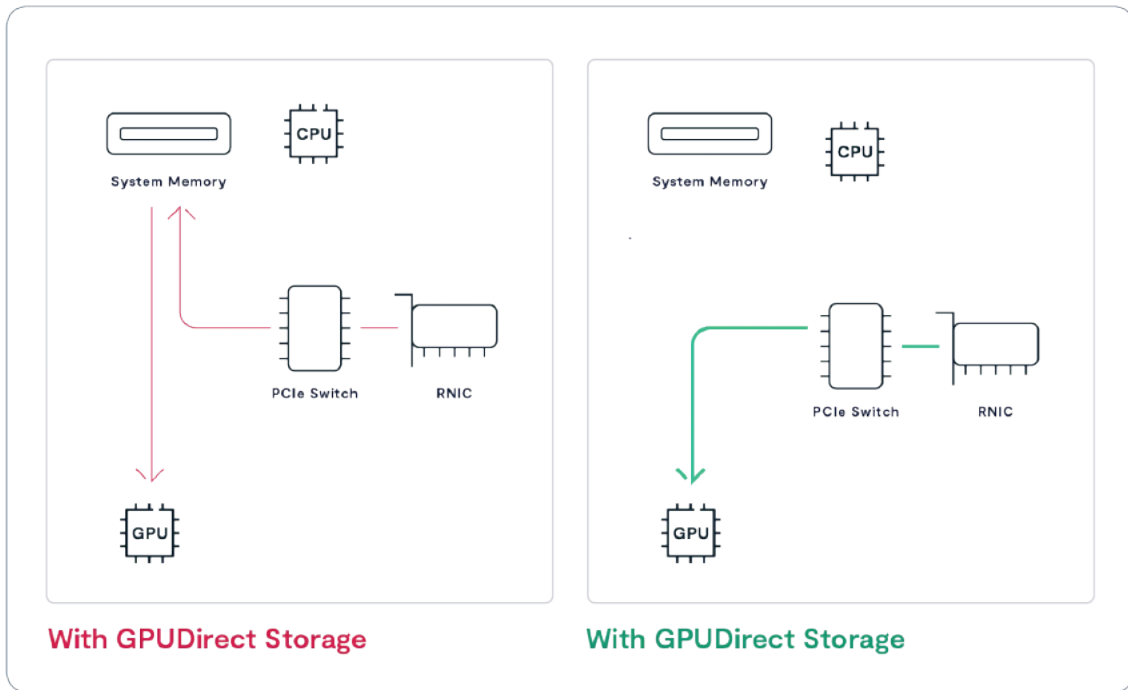 CPU
System Memory
PCIe Switch
RNIC
GPU
With GPUDirect Storage
CPU
System Memory
PCIe Switch
RNIC
GPU
With GPUDirect Storage